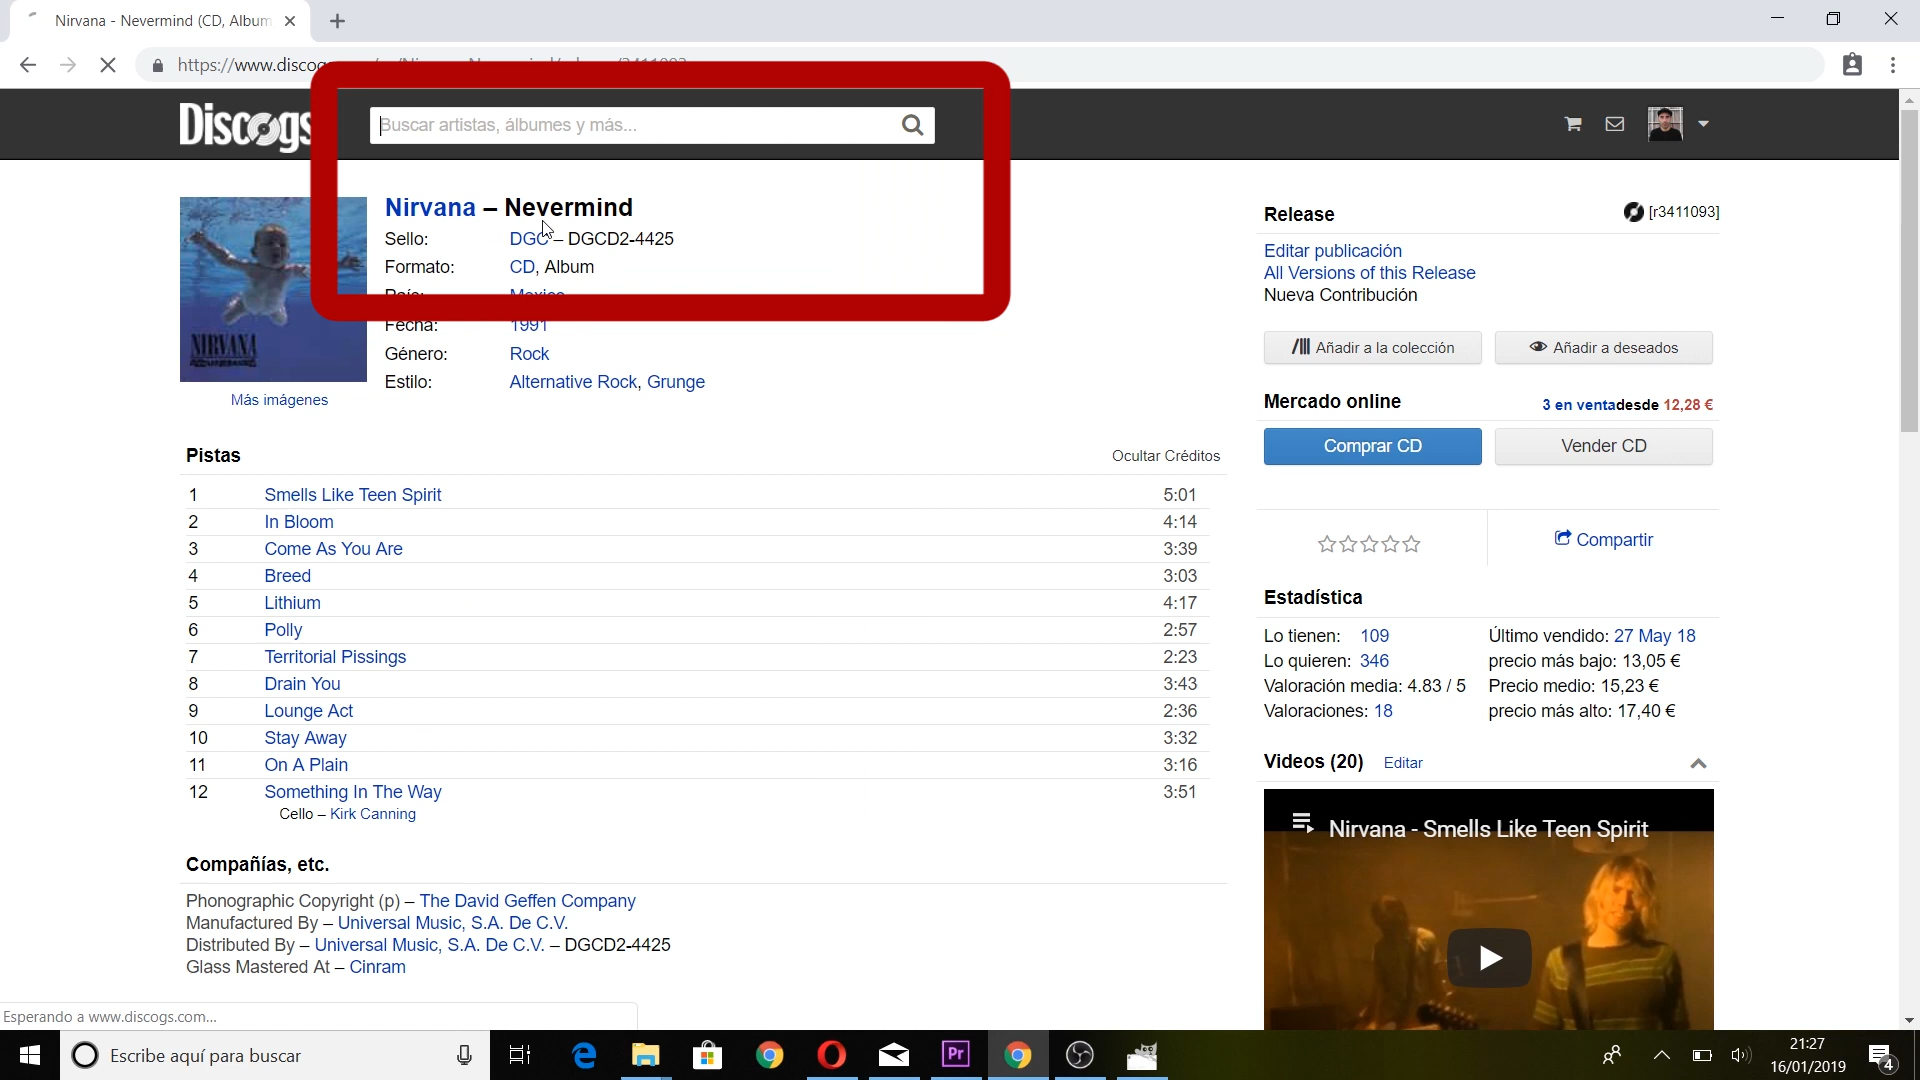 Nirvana - Nevermind (CD, Album
https://www.discog
Discogs
Buscar artistas, álbumes y más...
Nirvana – Nevermind
Sello: DGC – DGCD2-4425
Formato: CD, Album
País: Mexico
Fecha: 1991
Género: Rock
Estilo: Alternative Rock, Grunge
NIRVANA
Más imágenes
Release [r3411093]
Editar publicación
All Versions of this Release
Nueva Contribución
Añadir a la colección Añadir a deseados
Mercado online 3 en ventadesde 12,28 €
Comprar CD Vender CD
Compartir
Pistas Ocultar Créditos
1 Smells Like Teen Spirit 5:01
2 In Bloom 4:14
3 Come As You Are 3:39
4 Breed 3:03
5 Lithium 4:17
6 Polly 2:57
7 Territorial Pissings 2:23
8 Drain You 3:43
9 Lounge Act 2:36
10 Stay Away 3:32
11 On A Plain 3:16
12 Something In The Way 3:51
Cello – Kirk Canning
Compañías, etc.
Phonographic Copyright (p) – The David Geffen Company
Manufactured By – Universal Music, S.A. De C.V.
Distributed By – Universal Music, S.A. De C.V. – DGCD2-4425
Glass Mastered At – Cinram
Estadística
Lo tienen: 109 Último vendido: 27 May 18
Lo quieren: 346 precio más bajo: 13,05 €
Valoración media: 4.83 / 5 Precio medio: 15,23 €
Valoraciones: 18 precio más alto: 17,40 €
Videos (20) Editar
Nirvana - Smells Like Teen Spirit
Esperando a www.discogs.com...
Escribe aquí para buscar
Pr
21:27
16/01/2019
4